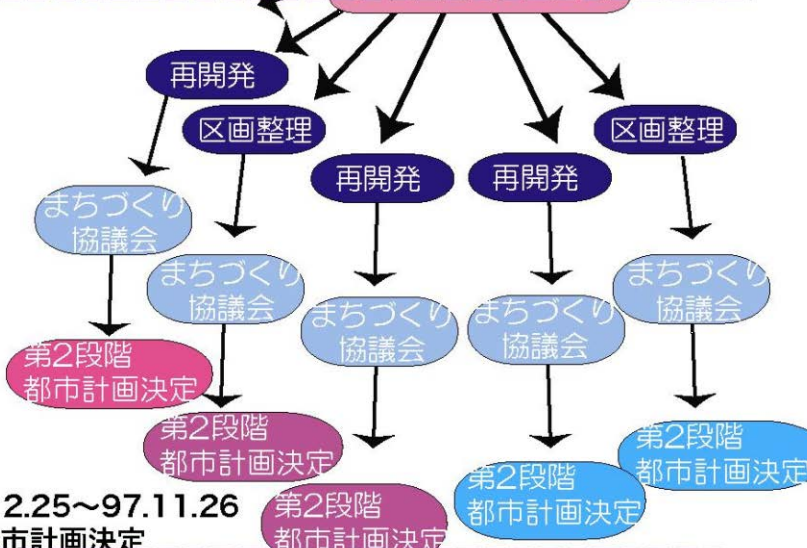 再開発
区画整理
再開発
再開発
区画整理
まちづくり
協議会
まちづくり
協議会
まちづくり
協議会
まちづくり
協議会
まちづくり
協議会
第2段階
都市計画決定
第2段階
都市計画決定
第2段階
都市計画決定
第2段階
都市計画決定
第2段階
都市計画決定
2.25～97.11.26
市計画決定